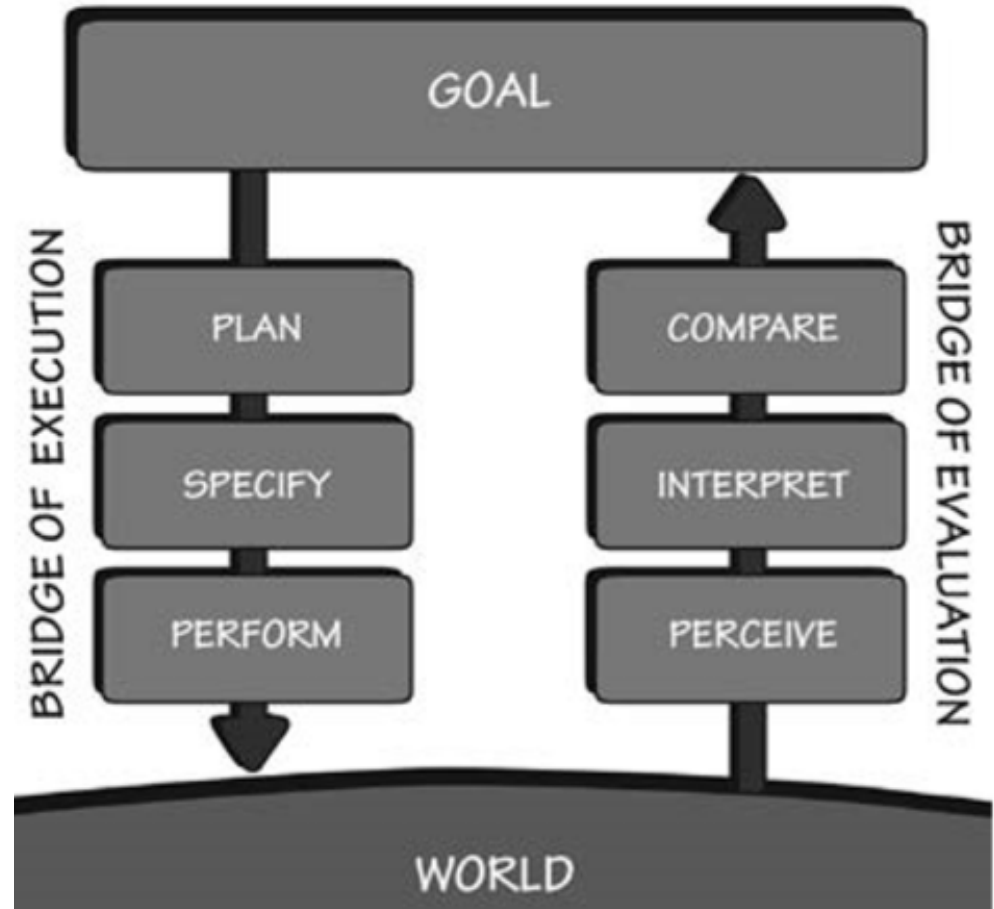 GOAL
BRIDGE OF EXECUTION
PLAN
SPECIFY
PERFORM
COMPARE
INTERPRET
PERCEIVE
BRIDGE OF EVALUATION
WORLD